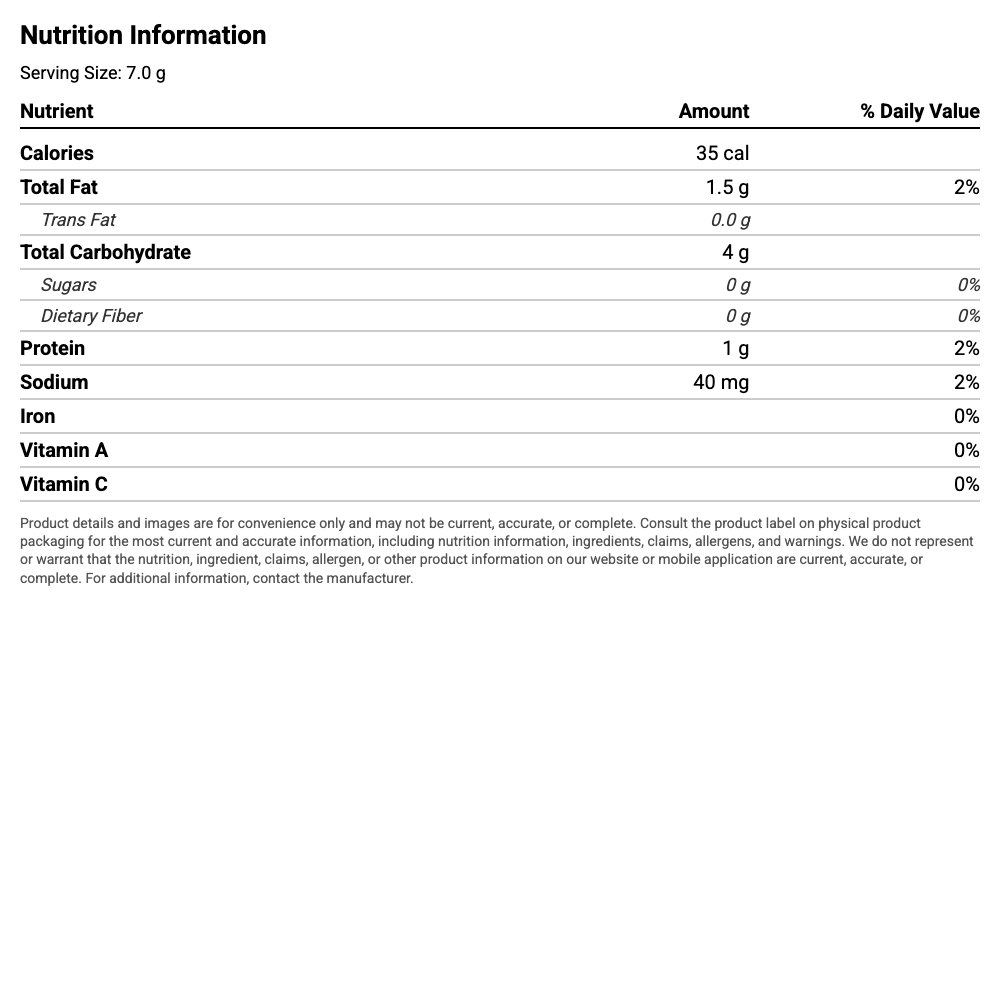 Nutrition Information
Serving Size: 7.0 g
Nutrient Amount % Daily Value
Calories 35 cal
Total Fat 1.5 g 2%
Trans Fat 0.0 g
Total Carbohydrate 4 g
Sugars 0 g 0%
Dietary Fiber 0 g 0%
Protein 1 g 2%
Sodium 40 mg 2%
Iron 0%
Vitamin A 0%
Vitamin C 0%
Product details and images are for convenience only and may not be current, accurate, or complete. Consult the product label on physical product
packaging for the most current and accurate information, including nutrition information, ingredients, claims, allergens, and warnings. We do not represent
or warrant that the nutrition, ingredient, claims, allergen, or other product information on our website or mobile application are current, accurate, or
complete. For additional information, contact the manufacturer.